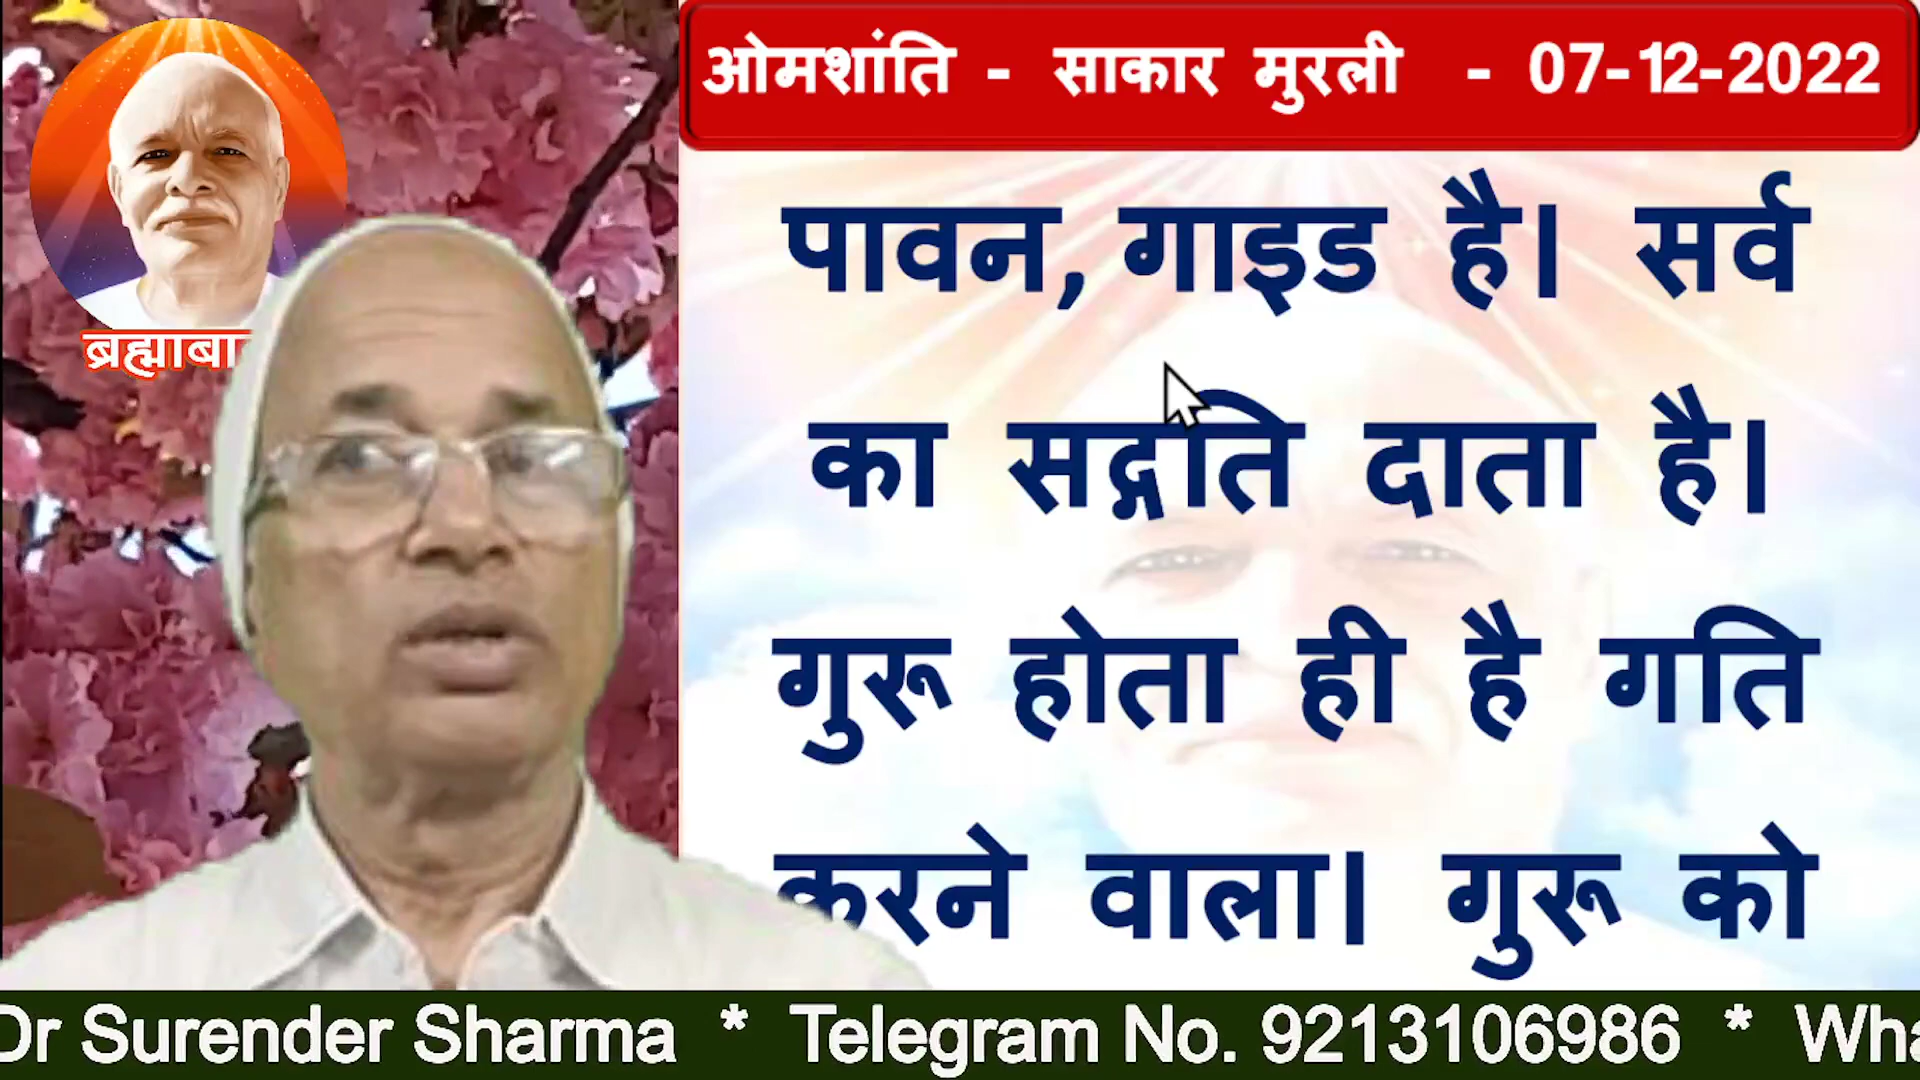 ओमशांति - साकार मुरली - 07-12-2022
पावन, गाइड है। सर्व
का सद्गति दाता है।
गुरू होता ही है गति
करने वाला। गुरू को
Dr Surender Sharma * Telegram No. 9213106986 *